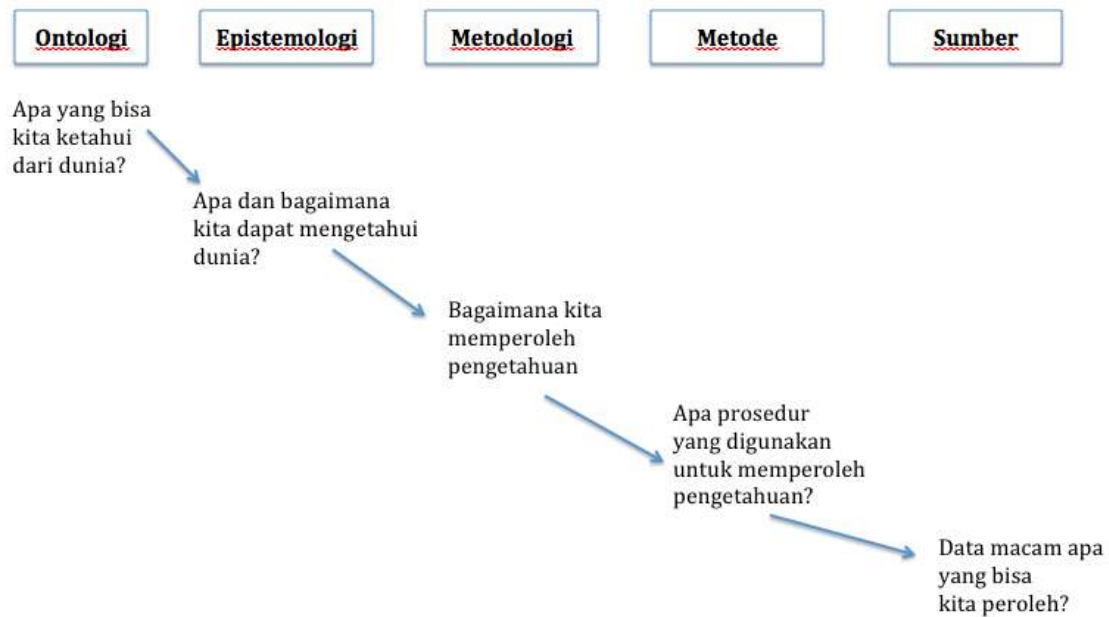 Ontologi
Epistemologi
Metodologi
Metode
Sumber
Apa yang bisa
kita ketahui
dari dunia?
Apa dan bagaimana
kita dapat mengetahui
dunia?
Bagaimana kita
memperoleh
pengetahuan
Apa prosedur
yang digunakan
untuk memperoleh
pengetahuan?
Data macam apa
yang bisa
kita peroleh?